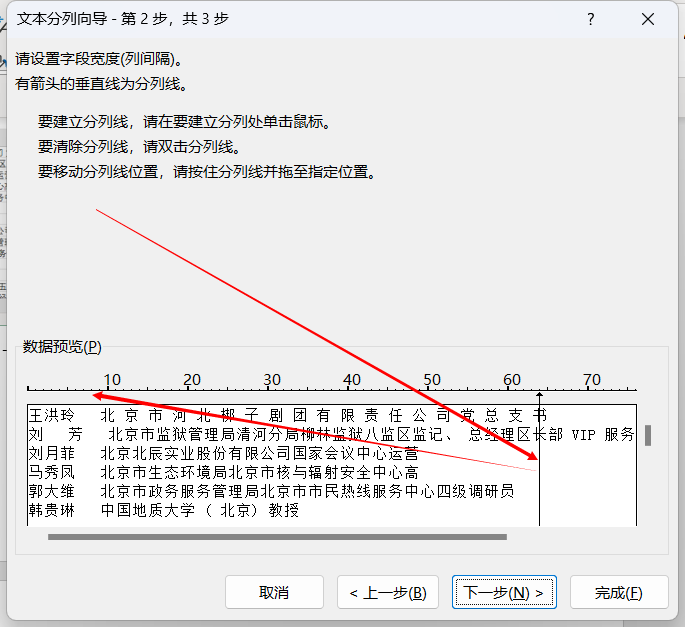 文本分列向导 - 第 2 步，共 3 步
请设置字段宽度(列间隔)。
有箭头的垂直线为分列线。
要建立分列线，请在要建立分列处单击鼠标。
要清除分列线，请双击分列线。
要移动分列线位置，请按住分列线并拖至指定位置。
数据预览(P)
10 20 30 40 50 60 70
王洪玲 北 京 市 河 北 梆 子 剧 团 有 限 责 任 公 司 党 总 支 书
刘 芳 北京市监狱管理局清河分局柳林监狱八监区监记、 总经理区长部 VIP 服务
刘月菲 北京北辰实业股份有限公司国家会议中心运营
马秀凤 北京市生态环境局北京市核与辐射安全中心高
郭大维 北京市政务服务管理局北京市市民热线服务中心四级调研员
韩贵琳 中国地质大学（ 北京）教授
取消
< 上一步(B)
下一步(N) >
完成(F)